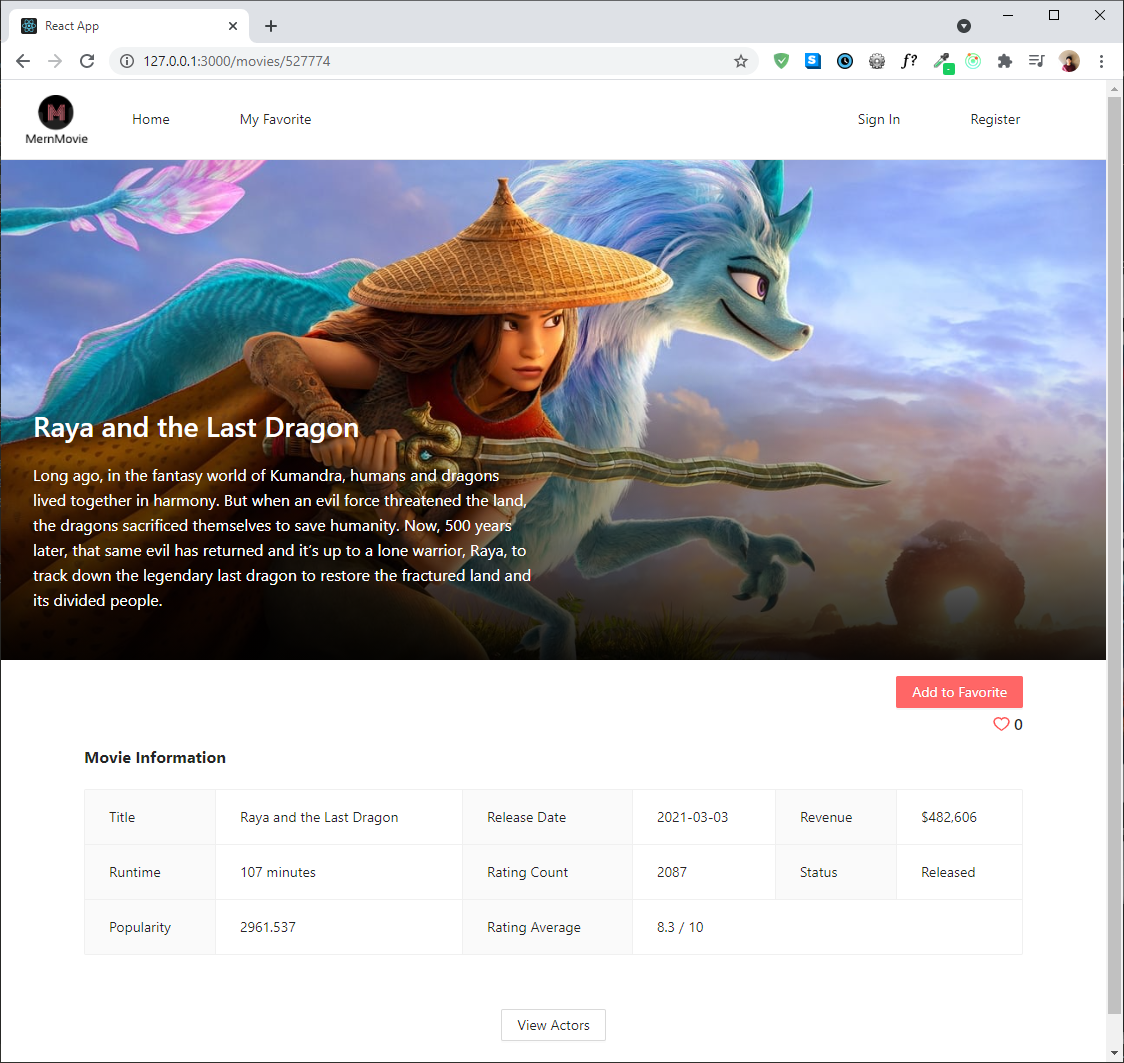 React App
127.0.0.1:3000/movies/527774
S
f?
M
MernMovie
Home
My Favorite
Sign In
Register
Raya and the Last Dragon
Long ago, in the fantasy world of Kumandra, humans and dragons
lived together in harmony. But when an evil force threatened the land,
the dragons sacrificed themselves to save humanity. Now, 500 years
later, that same evil has returned and it’s up to a lone warrior, Raya, to
track down the legendary last dragon to restore the fractured land and
its divided people.
Add to Favorite
0
Movie Information
Title Raya and the Last Dragon Release Date 2021-03-03 Revenue $482,606
Runtime 107 minutes Rating Count 2087 Status Released
Popularity 2961.537 Rating Average 8.3 / 10
View Actors